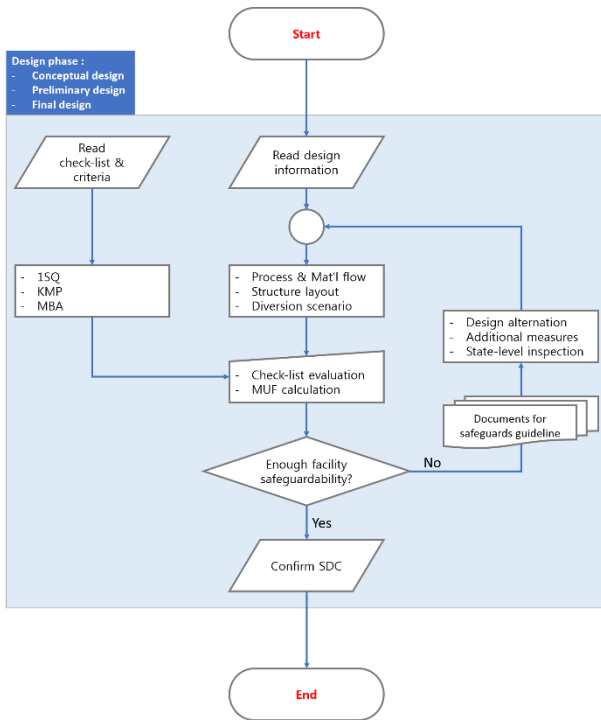 Start
Design phase :
- Conceptual design
- Preliminary design
- Final design
Read
check-list &
criteria
Read design
information
- 1SQ
- KMP
- MBA
- Process & Mat'l flow
- Structure layout
- Diversion scenario
- Design alternation
- Additional measures
- State-level inspection
- Check-list evaluation
- MUF calculation
Documents for
safeguards guideline
Enough facility
safeguardability?
No
Yes
Confirm SDC
End